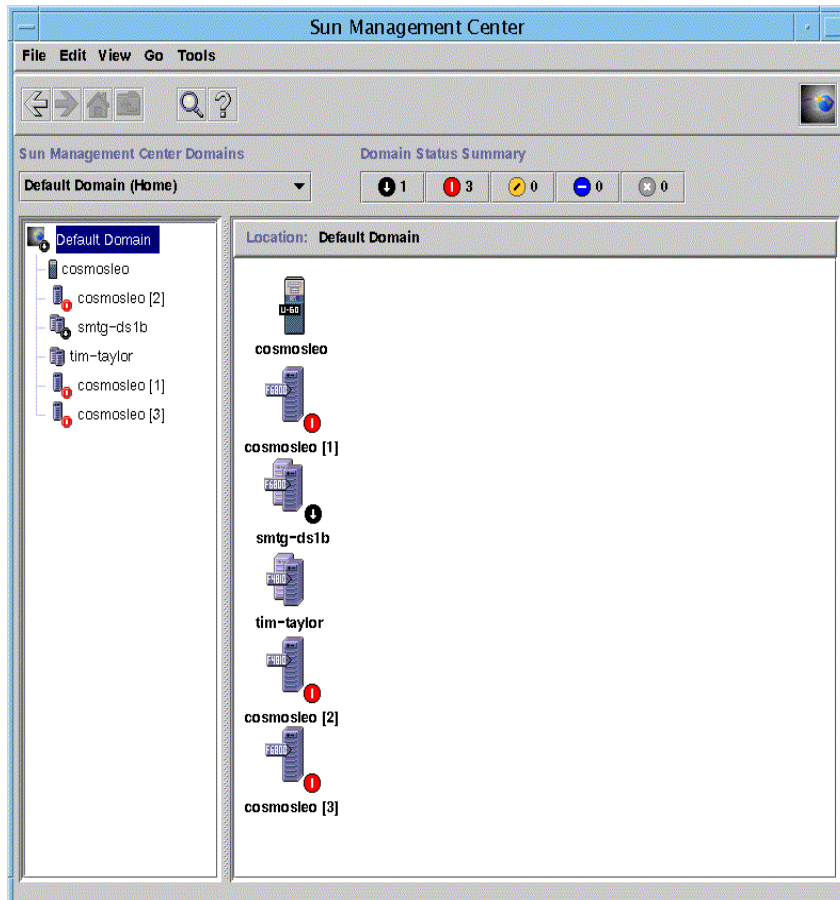 Sun Management Center
File Edit View Go Tools
Sun Management Center Domains
Domain Status Summary
Default Domain (Home)
1
3
0
0
0
Default Domain
cosmosleo
cosmosleo [2]
smtg-ds1b
tim-taylor
cosmosleo [1]
cosmosleo [3]
Location: Default Domain
U-60
cosmosleo
F6800
cosmosleo [1]
F6800
smtg-ds1b
F4810
tim-taylor
F4810
cosmosleo [2]
F6800
cosmosleo [3]